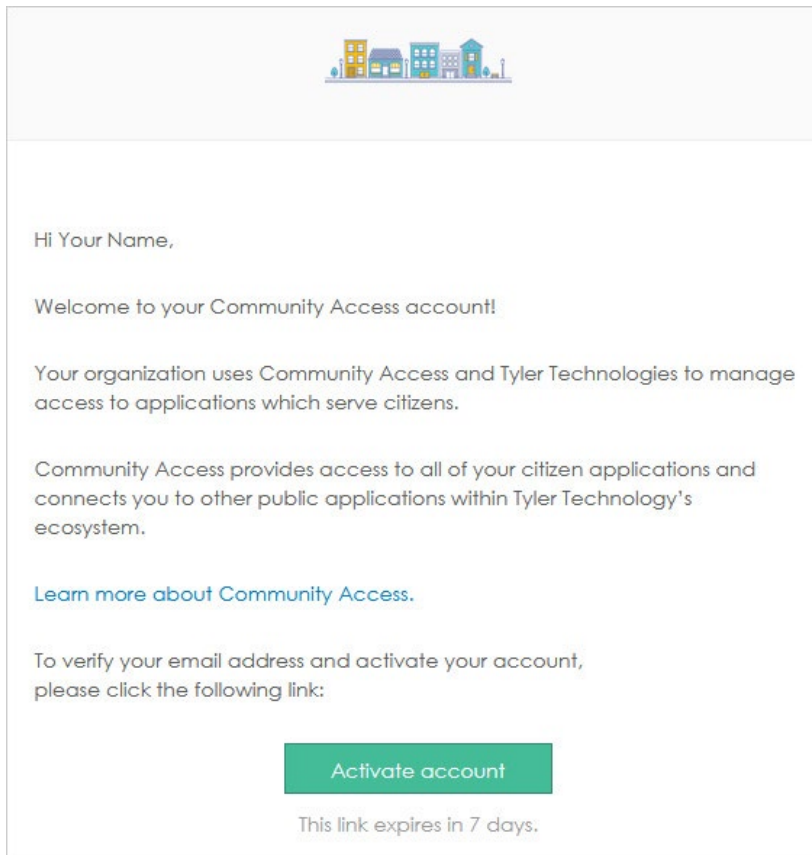 Hi Your Name,
Welcome to your Community Access account!
Your organization uses Community Access and Tyler Technologies to manage
access to applications which serve citizens.
Community Access provides access to all of your citizen applications and
connects you to other public applications within Tyler Technology's
ecosystem.
Learn more about Community Access.
To verify your email address and activate your account,
please click the following link:
Activate account
This link expires in 7 days.